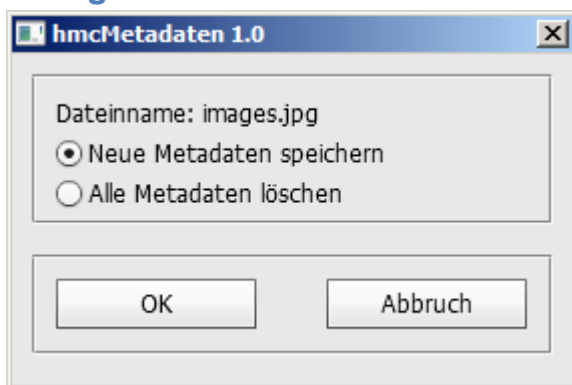 hmcMetadaten 1.0
Dateinname: images.jpg
Neue Metadaten speichern
Alle Metadaten löschen
OK
Abbruch